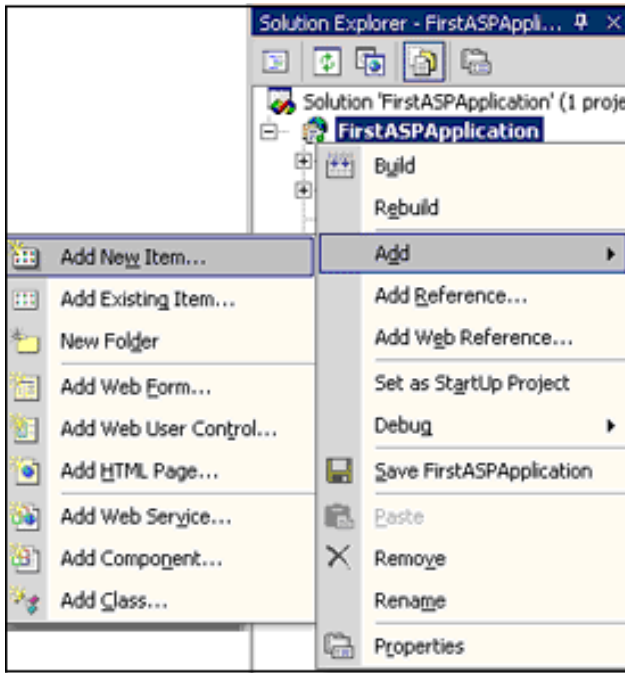 Solution Explorer - FirstASPAppli...
Solution 'FirstASPApplication' (1 proje
FirstASPApplication
Build
Rebuild
Add
Add Reference...
Add Web Reference...
Set as StartUp Project
Debug
Save FirstASPApplication
Paste
Remove
Rename
Properties
Add New Item...
Add Existing Item...
New Folder
Add Web Form...
Add Web User Control...
Add HTML Page...
Add Web Service...
Add Component...
Add Class...